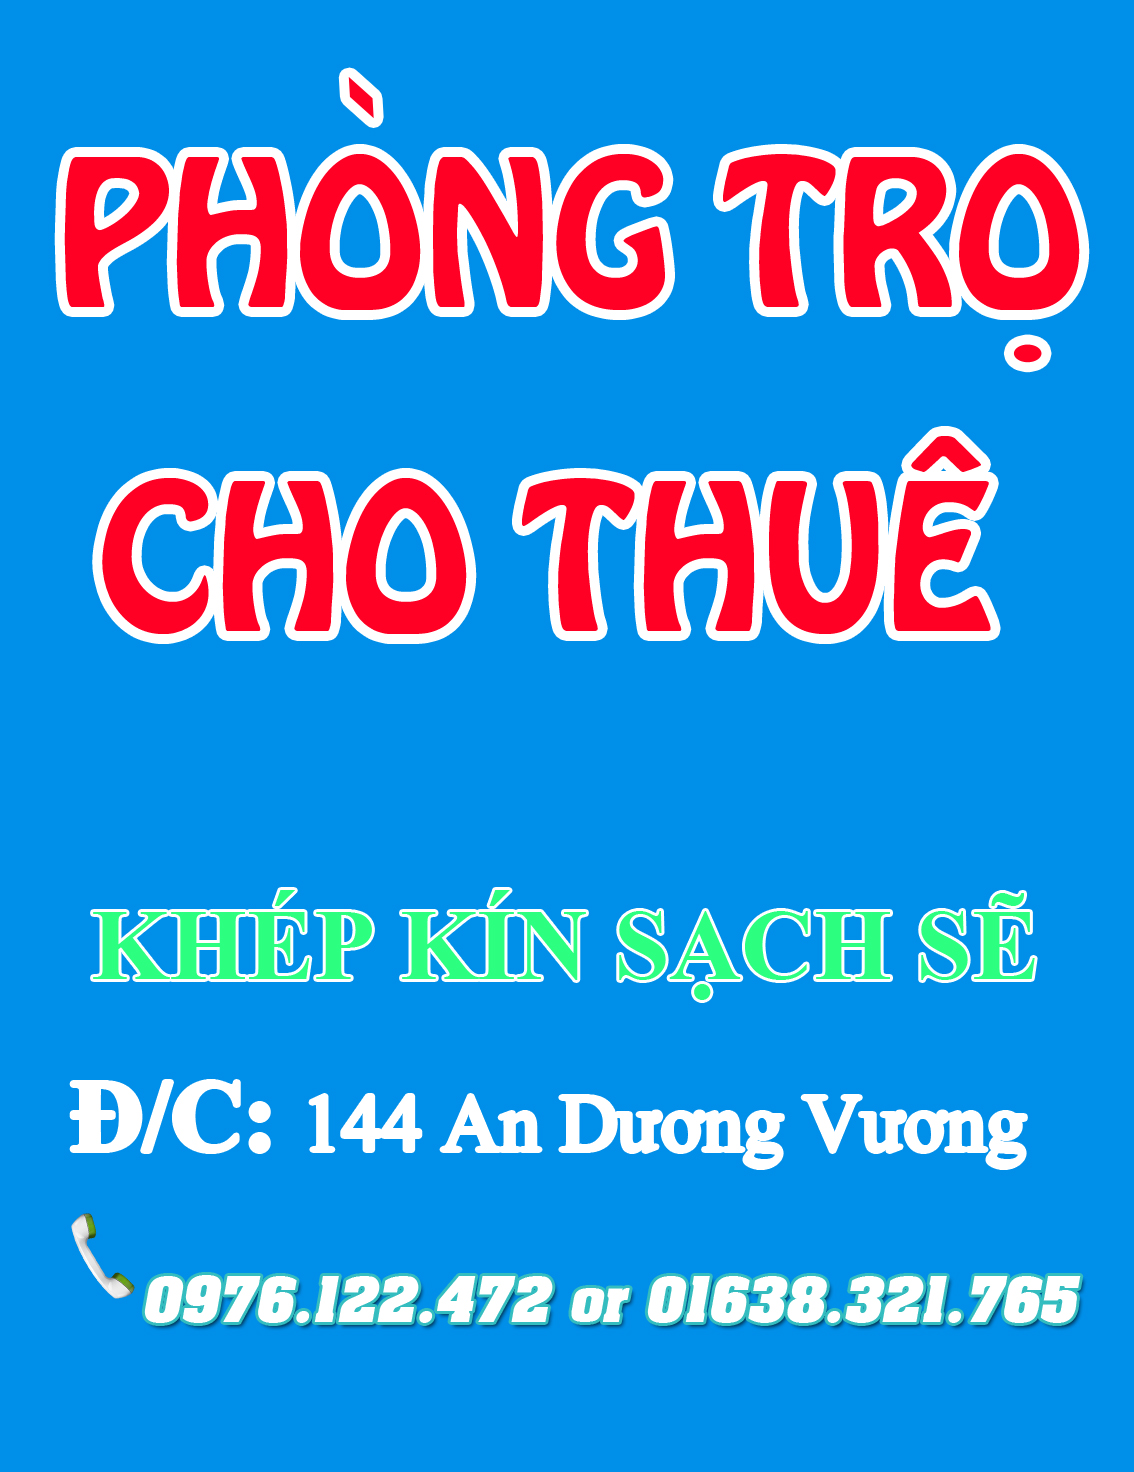 PHÒNG TRỌ
CHO THUÊ
KHÉP KÍN SẠCH SẼ
Đ/C: 144 An Dương Vương
0976.122.472 or 01638.321.765